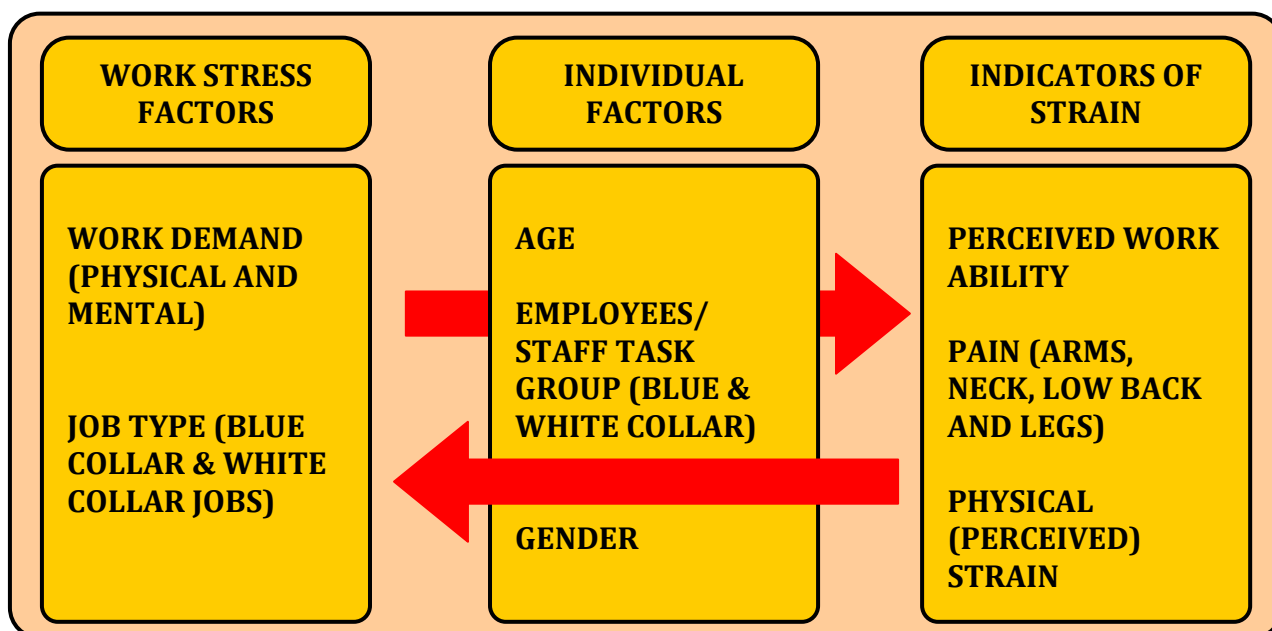 WORK STRESS
FACTORS
INDIVIDUAL
FACTORS
INDICATORS OF
STRAIN
WORK DEMAND
(PHYSICAL AND
MENTAL)
JOB TYPE (BLUE
COLLAR & WHITE
COLLAR JOBS)
AGE
EMPLOYEES/
STAFF TASK
GROUP (BLUE &
WHITE COLLAR)
GENDER
PERCEIVED WORK
ABILITY
PAIN (ARMS,
NECK, LOW BACK
AND LEGS)
PHYSICAL
(PERCEIVED)
STRAIN